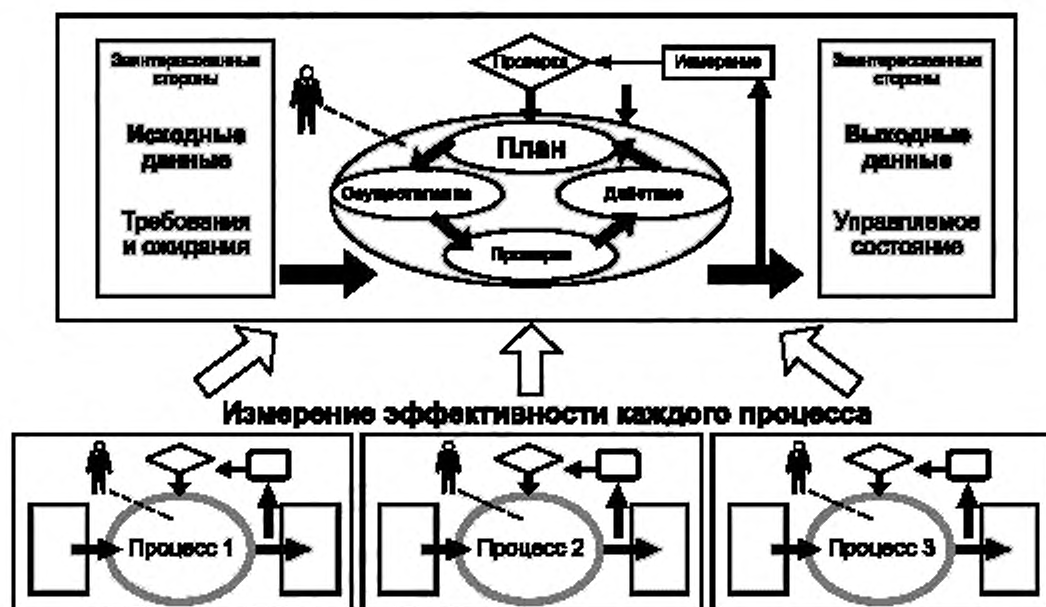 Заинтересованные
стороны
Исходные
данные
Требования
и ожидания
Проверка
Измерение
План
Осуществление
Действие
Проверка
Заинтересованные
стороны
Выходные
данные
Управляемое
состояние
Измерение эффективности каждого процесса
Процесс 1
Процесс 2
Процесс 3